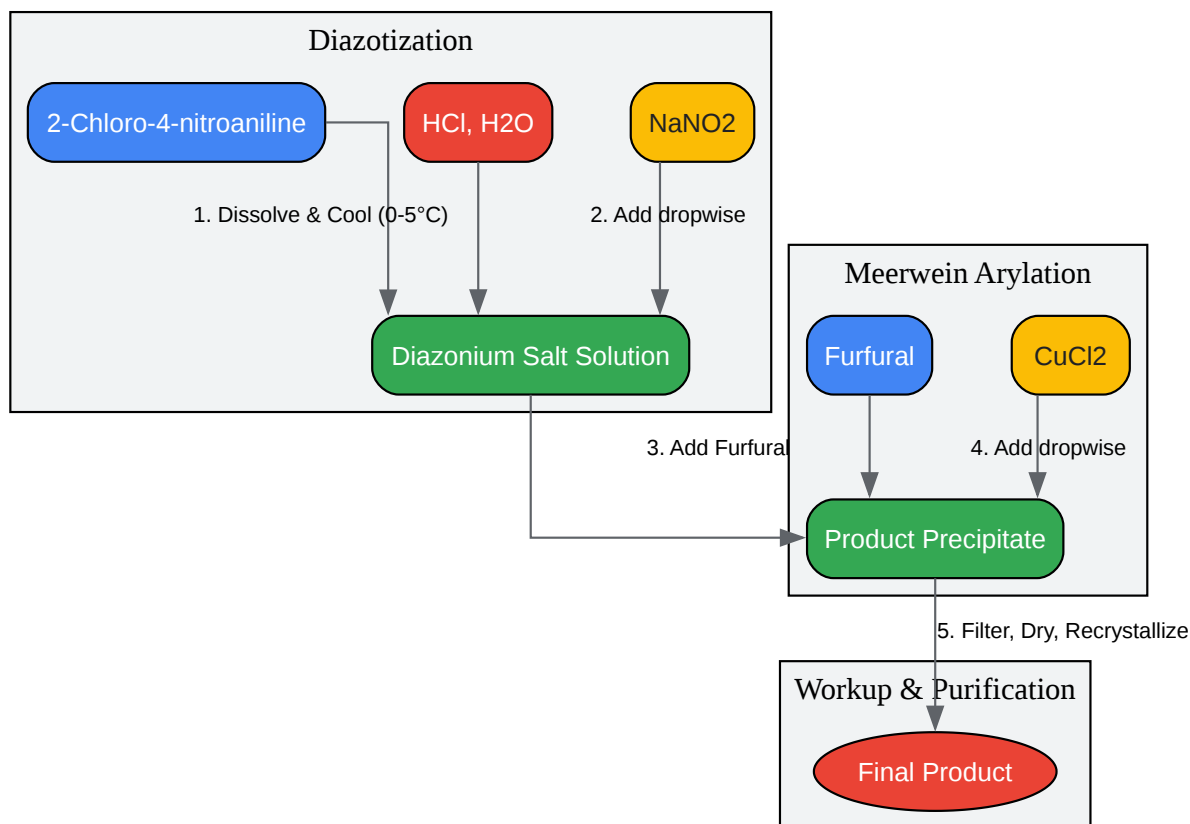 Diazotization
2-Chloro-4-nitroaniline
HCl, H2O
NaNO2
1. Dissolve & Cool (0-5°C)
2. Add dropwise
Diazonium Salt Solution
Meerwein Arylation
Furfural
CuCl2
3. Add Furfural
4. Add dropwise
Product Precipitate
5. Filter, Dry, Recrystallize
Workup & Purification
Final Product